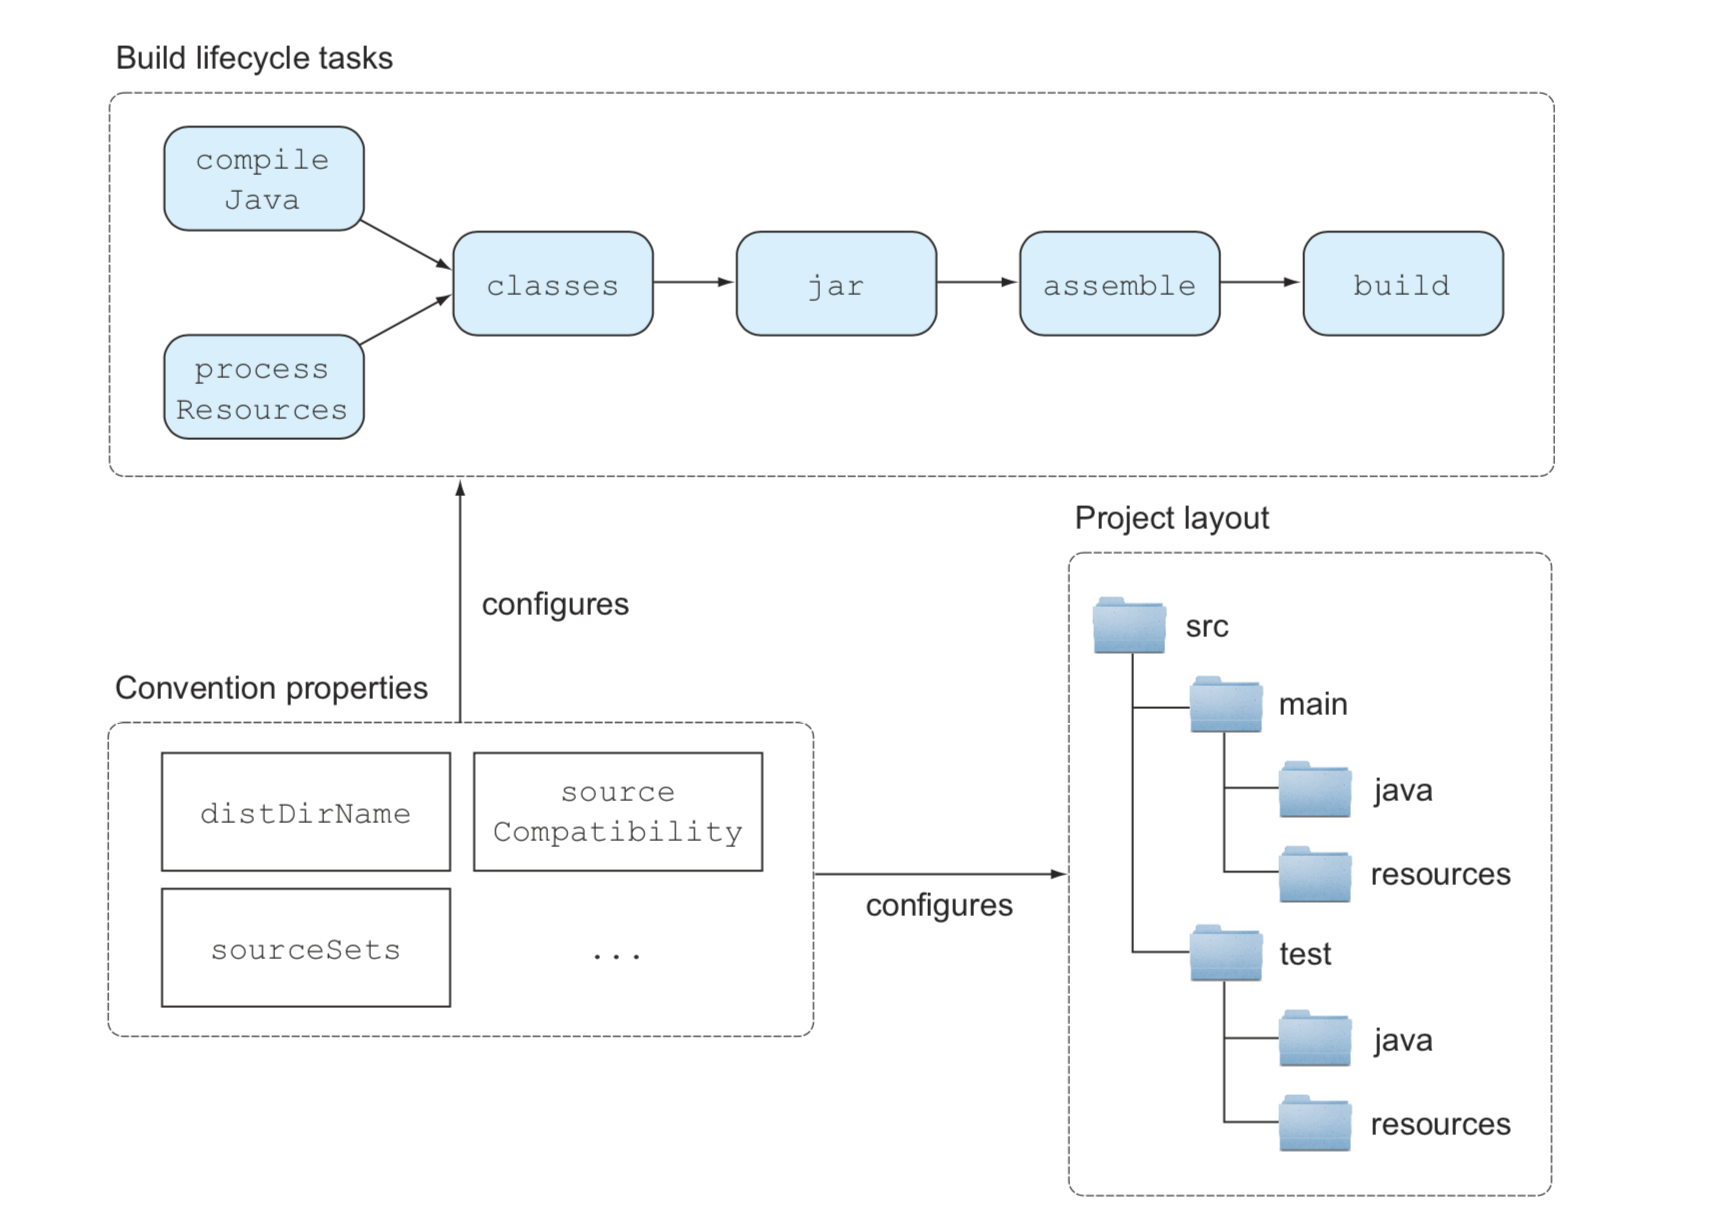 Build lifecycle tasks
compile
Java
classes
jar
assemble
build
process
Resources
configures
Convention properties
distDirName
source
Compatibility
sourceSets
...
configures
Project layout
src
main
java
resources
test
java
resources